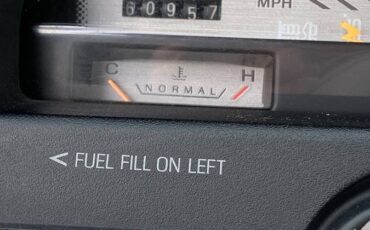 60957
MPH
C H
NORMAL
< FUEL FILL ON LEFT